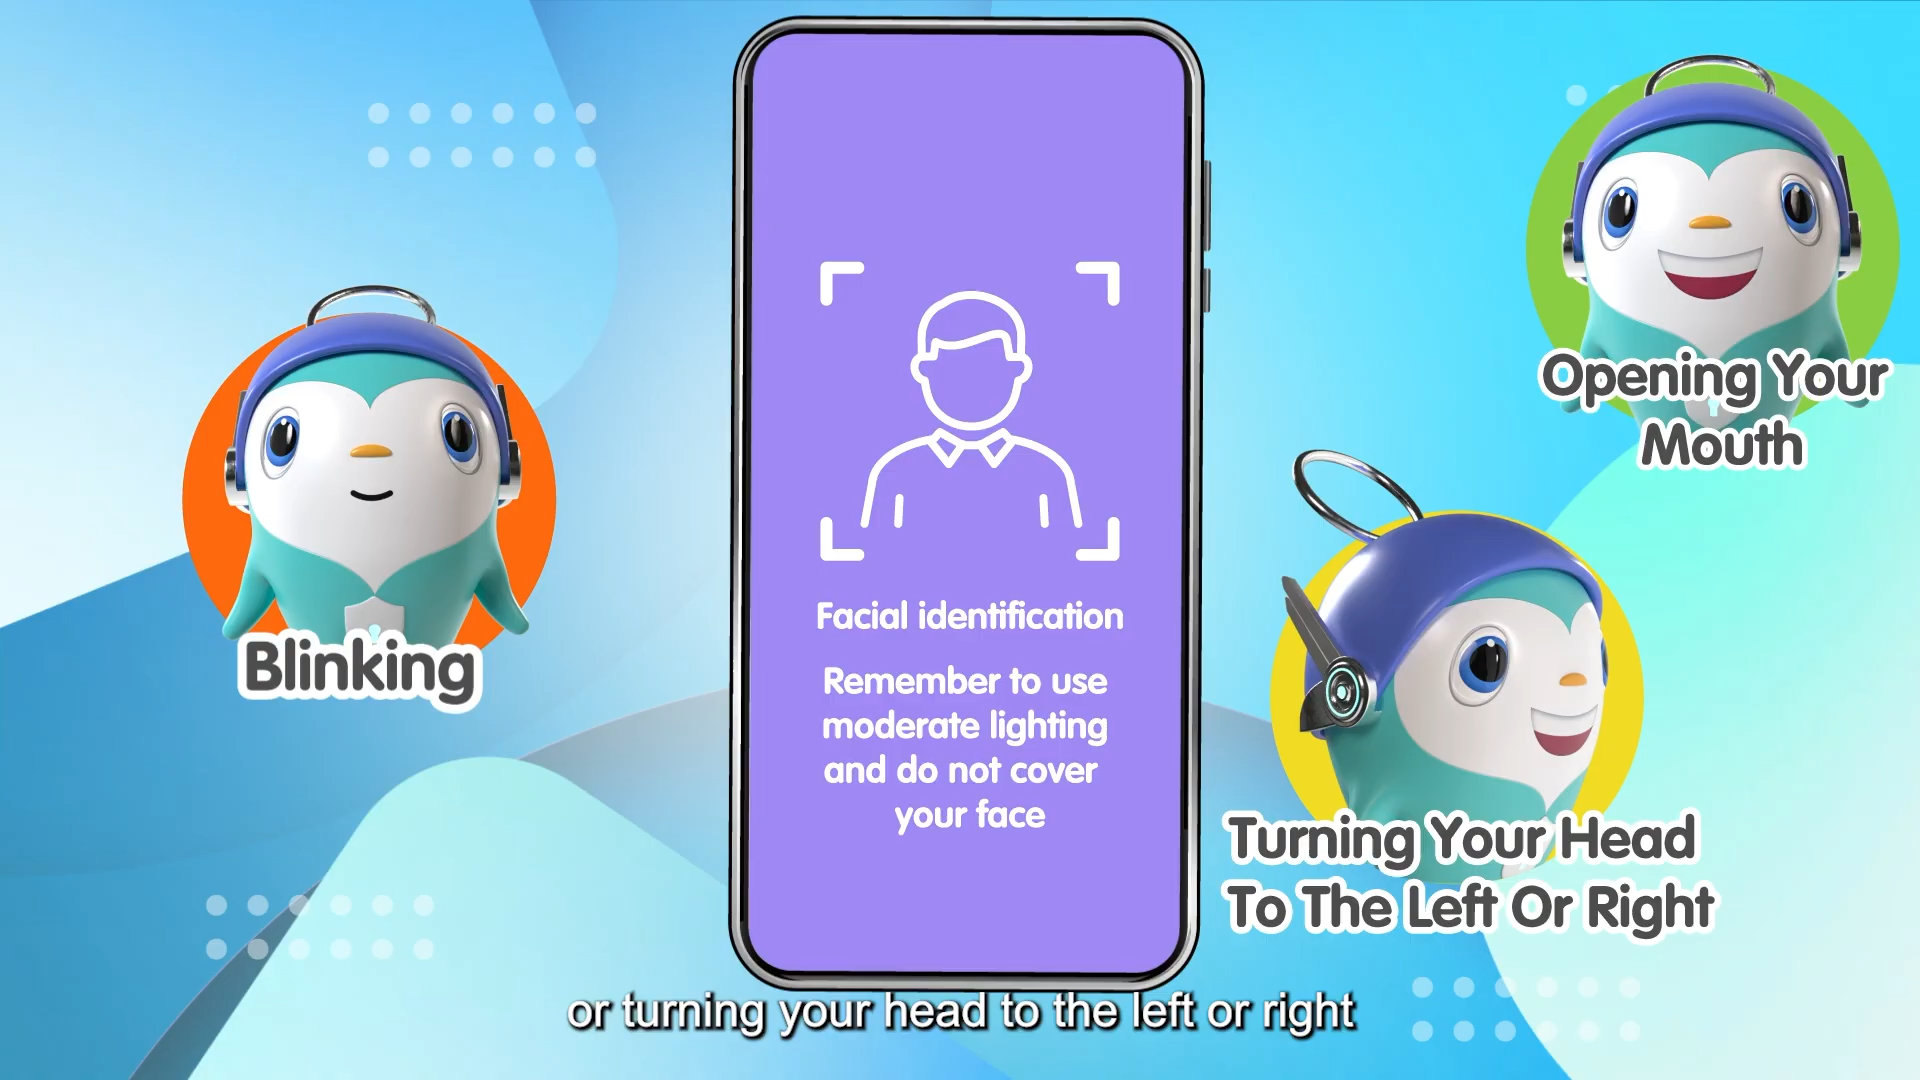 Blinking
Facial identification
Remember to use
moderate lighting
and do not cover
your face
Opening Your
Mouth
Turning Your Head
To The Left Or Right
or turning your head to the left or right